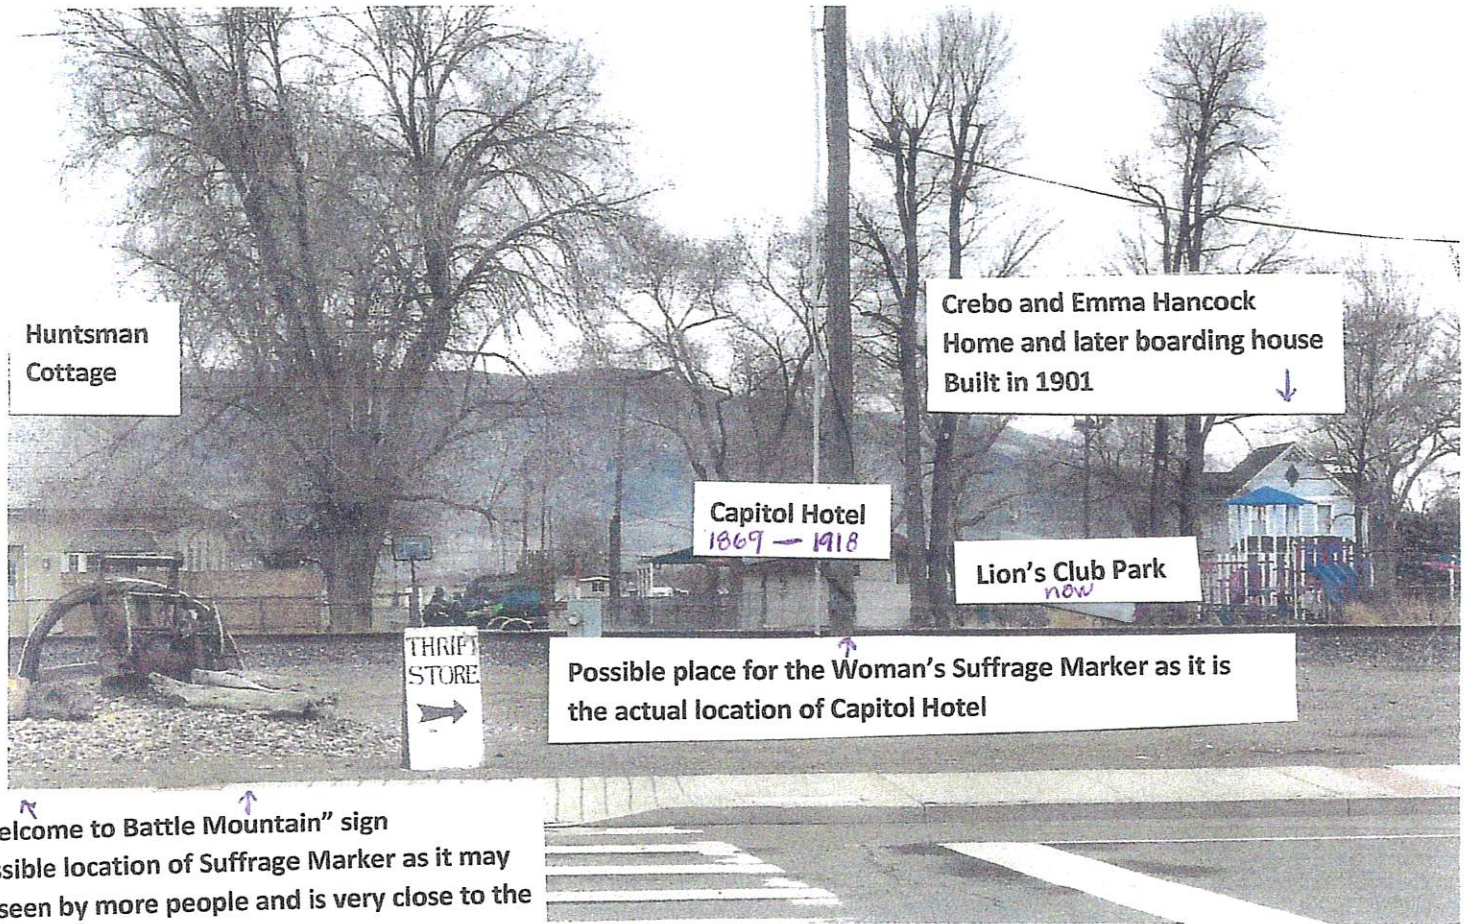 Huntsman
Cottage
Crebo and Emma Hancock
Home and later boarding house
Built in 1901
Capitol Hotel
1869 — 1918
Lion's Club Park
now
THRIFT
STORE
Possible place for the Woman's Suffrage Marker as it is
the actual location of Capitol Hotel
elcome to Battle Mountain" sign
ssible location of Suffrage Marker as it may
seen by more people and is very close to the